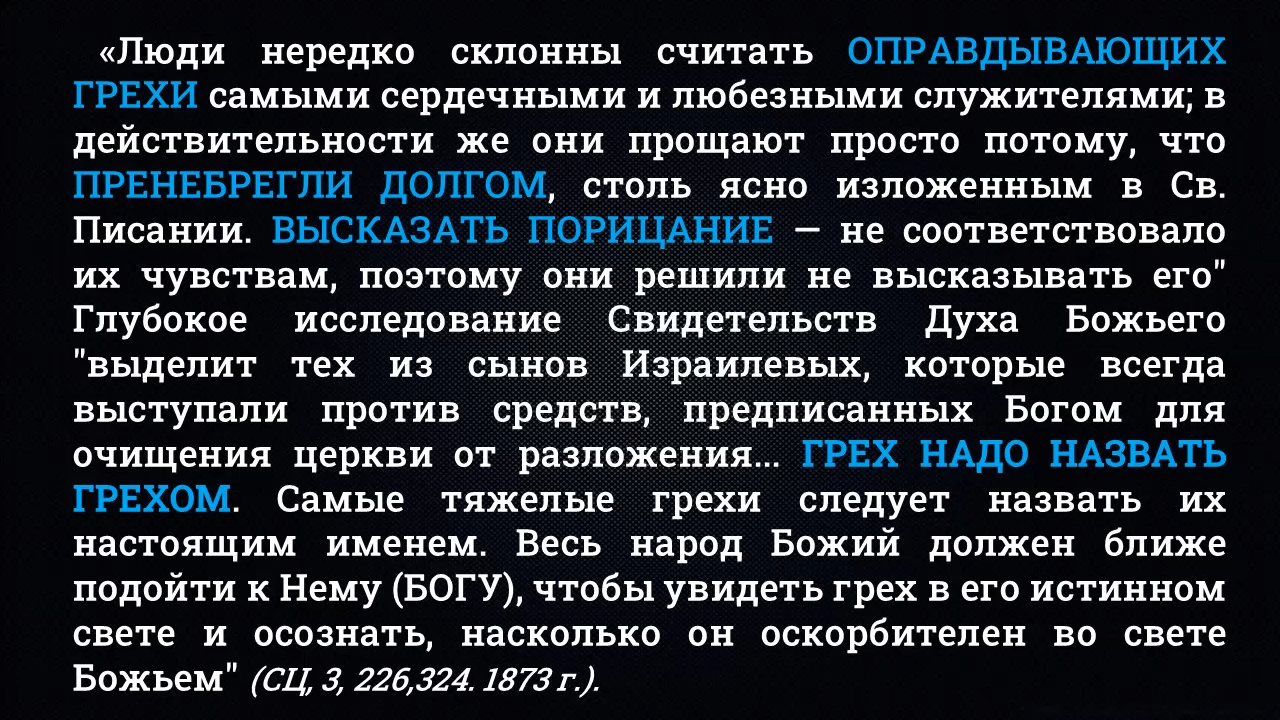 «Люди нередко склонны считать ОПРАВДЫВАЮЩИХ
ГРЕХИ самыми сердечными и любезными служителями; в
действительности же они прощают просто потому, что
ПРЕНЕБРЕГЛИ ДОЛГОМ, столь ясно изложенным в Св.
Писании. ВЫСКАЗАТЬ ПОРИЦАНИЕ — не соответствовало
их чувствам, поэтому они решили не высказывать его"
Глубокое исследование Свидетельств Духа Божьего
"выделит тех из сынов Израилевых, которые всегда
выступали против средств, предписанных Богом для
очищения церкви от разложения... ГРЕХ НАДО НАЗВАТЬ
ГРЕХОМ. Самые тяжелые грехи следует назвать их
настоящим именем. Весь народ Божий должен ближе
подойти к Нему (БОГУ), чтобы увидеть грех в его истинном
свете и осознать, насколько он оскорбителен во свете
Божьем" (СЦ, 3, 226,324. 1873 г.).